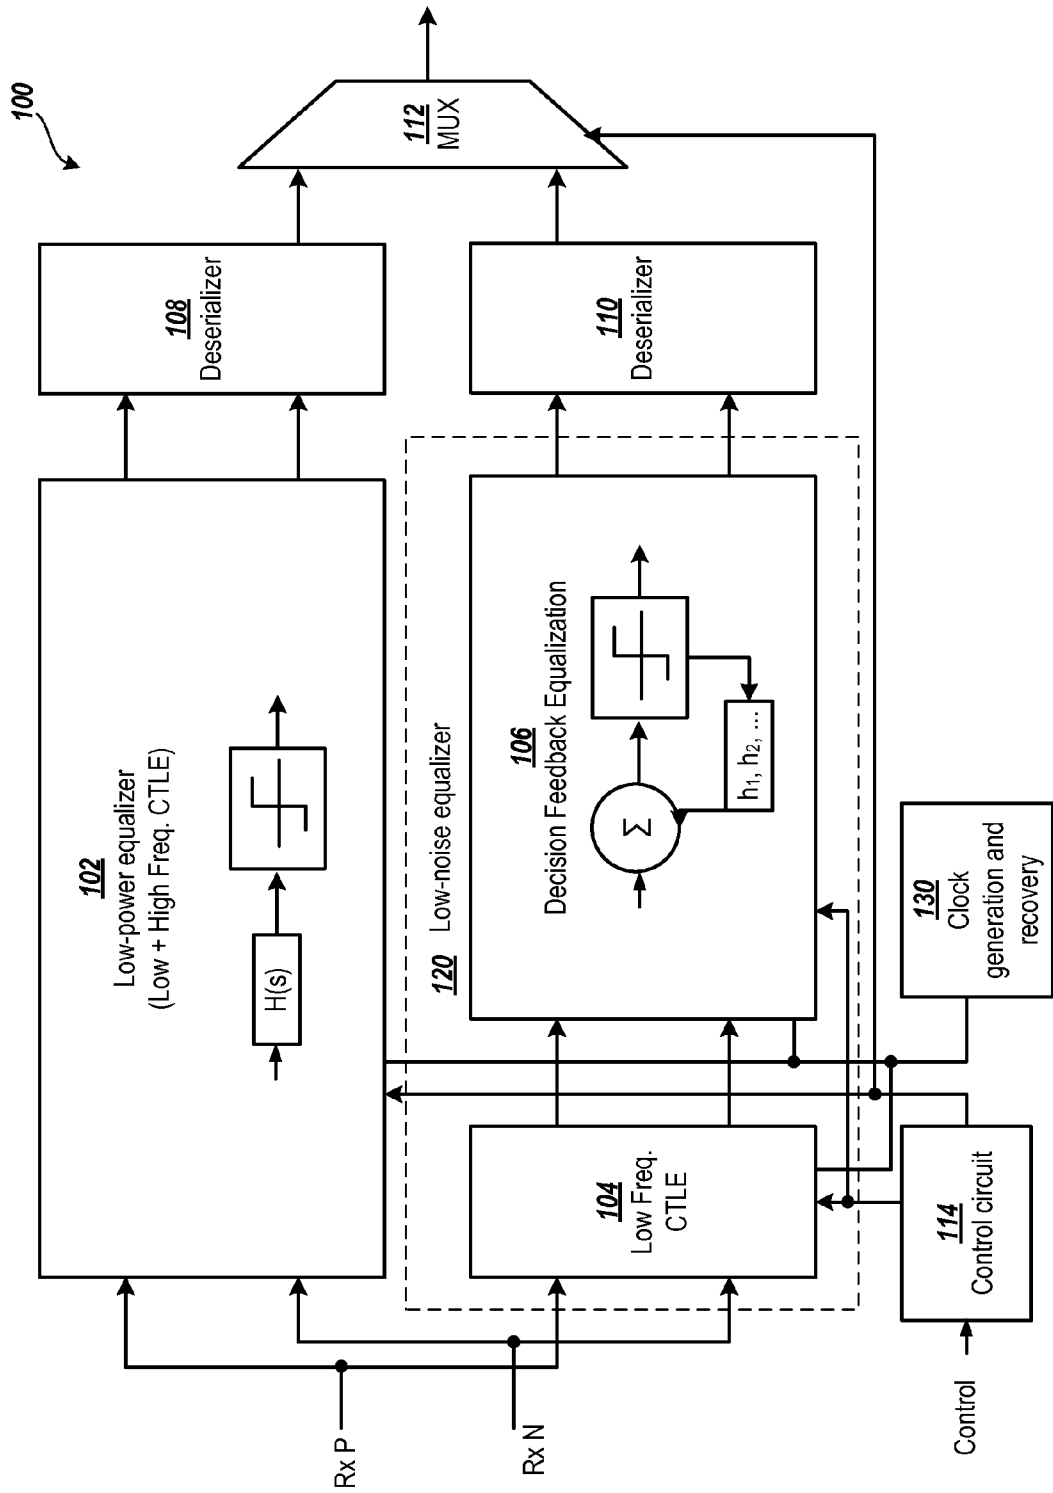 100
102
Low-power equalizer
(Low + High Freq. CTLE)
H(s)
108
Deserializer
112
MUX
Rx P
Rx N
120 Low-noise equalizer
104
Low Freq.
CTLE
106
Decision Feedback Equalization
Σ
h1, h2, ...
110
Deserializer
Control
114
Control circuit
130
Clock
generation and
recovery